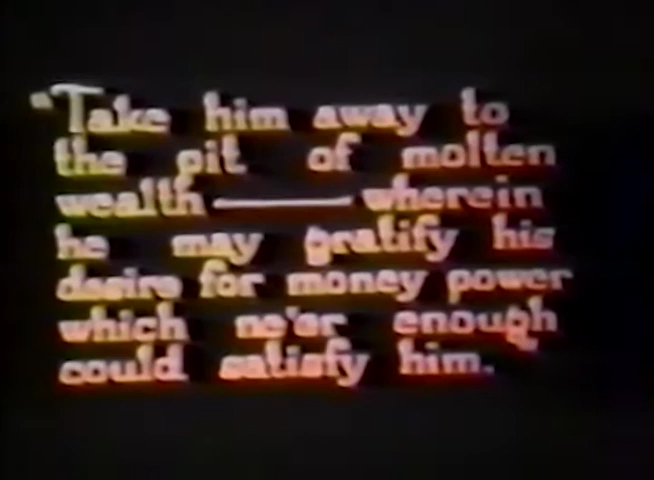 "Take him away to
the pit of molten
wealth ——— wherein
he may gratify his
desire for money power
which ne'er enough
could satisfy him."